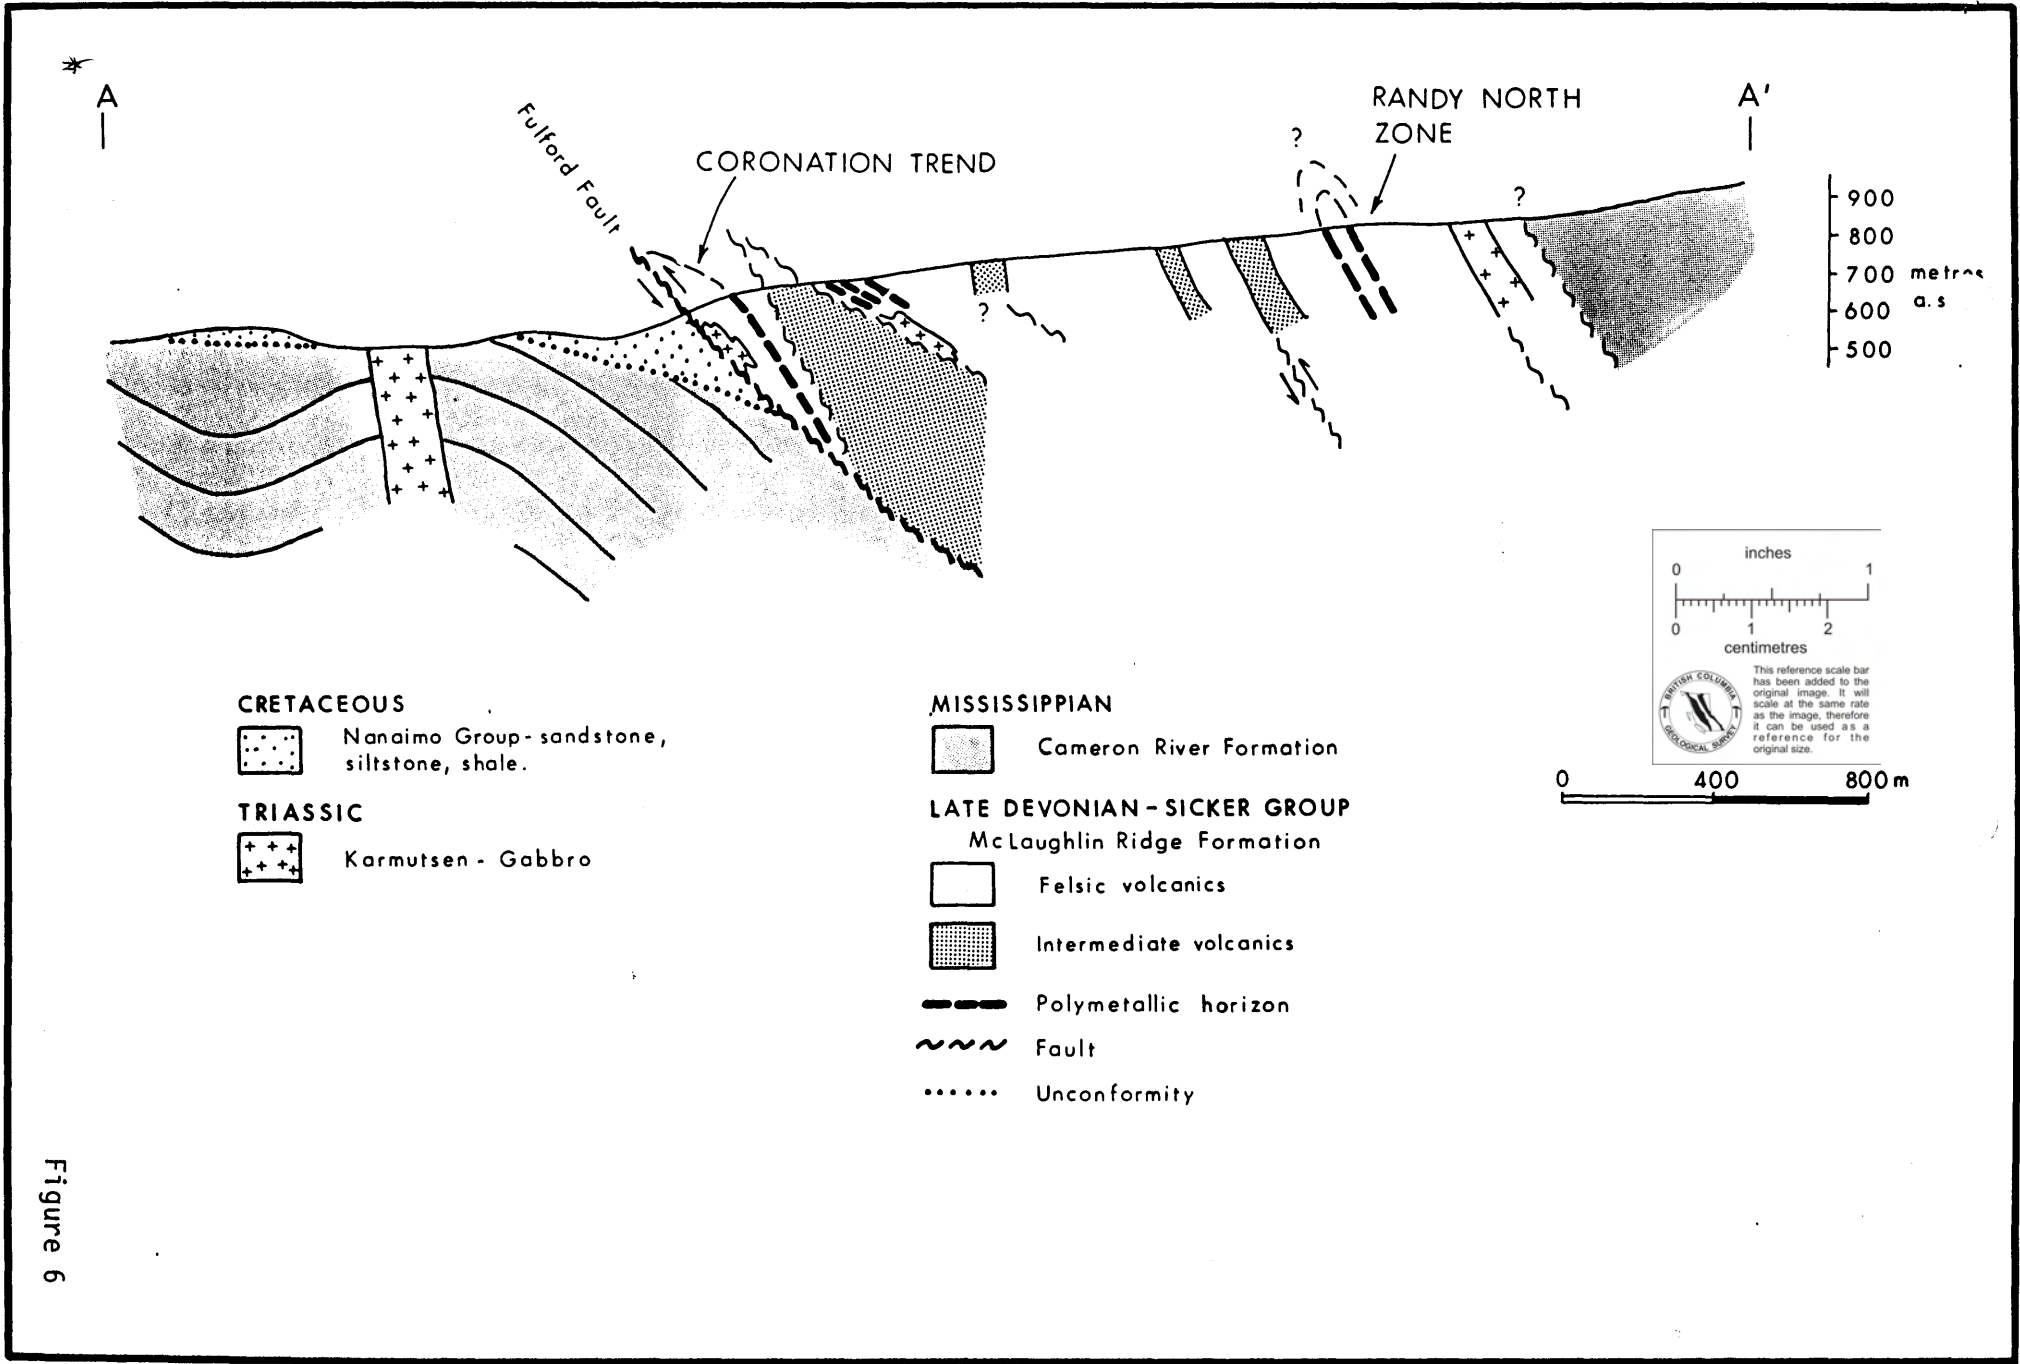 A
Fulford Fault
CORONATION TREND
?
RANDY NORTH
ZONE
?
A'
?
900
800
700 metres
a.s
600
500
inches
0 1
0 1 2
centimetres
BRITISH COLUMBIA
GEOLOGICAL SURVEY
This reference scale bar
has been added to the
original image. It will
scale at the same rate
as the image, therefore
it can be used as a
reference for the
original size.
0 400 800 m
CRETACEOUS
Nanaimo Group - sandstone,
siltstone, shale.
TRIASSIC
Karmutsen - Gabbro
MISSISSIPPIAN
Cameron River Formation
LATE DEVONIAN - SICKER GROUP
McLaughlin Ridge Formation
Felsic volcanics
Intermediate volcanics
Polymetallic horizon
Fault
Unconformity
Figure 6